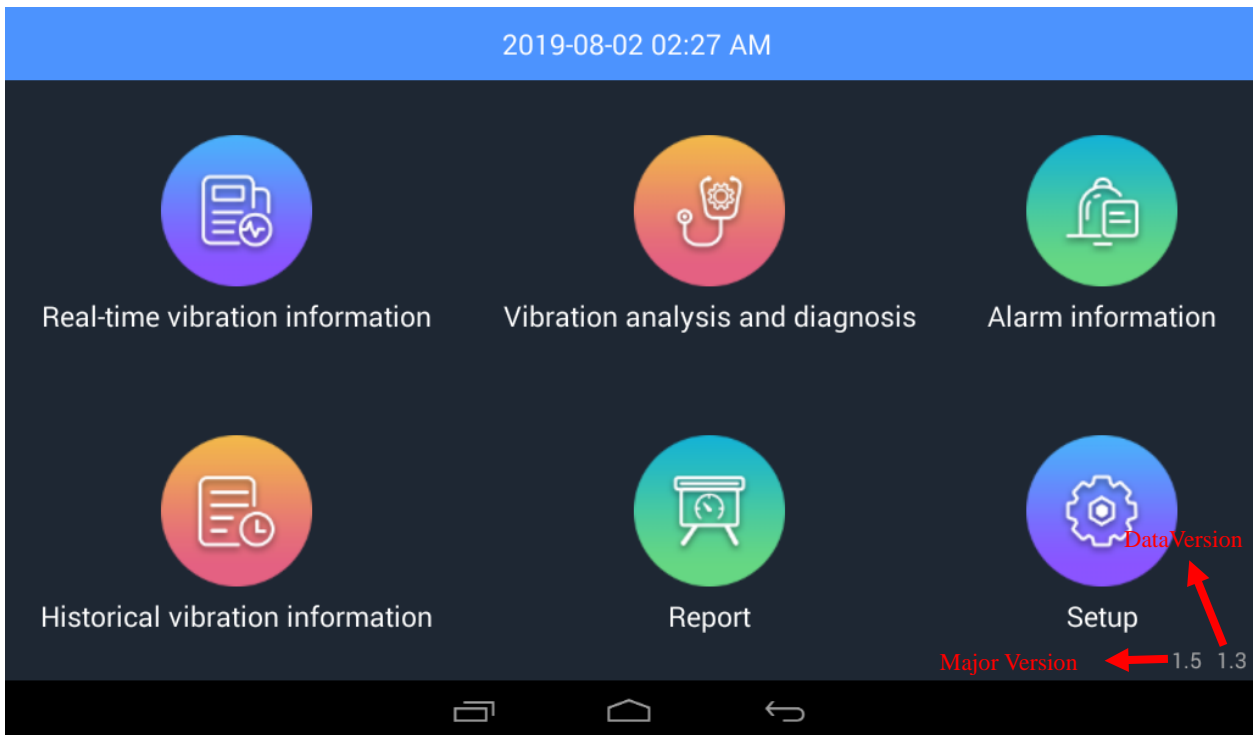 2019-08-02 02:27 AM
Real-time vibration information
Vibration analysis and diagnosis
Alarm information
DataVersion
Historical vibration information
Report
Setup
Major Version
1.5 1.3